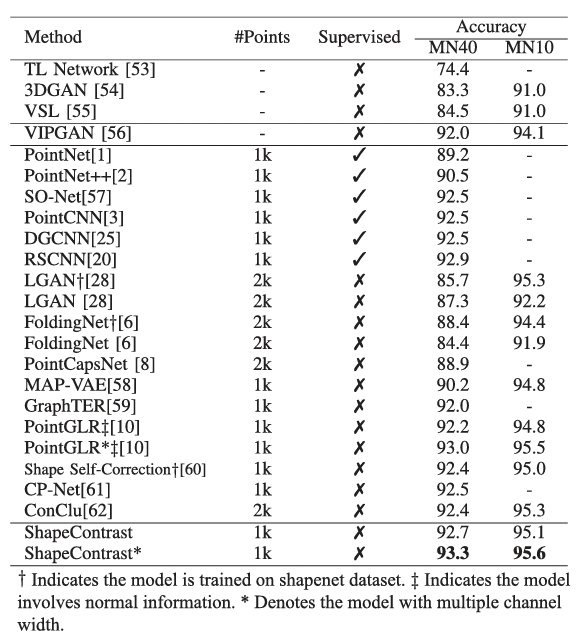 Method #Points Supervised Accuracy
MN40 MN10
TL Network [53] - ✗ 74.4 -
3DGAN [54] - ✗ 83.3 91.0
VSL [55] - ✗ 84.5 91.0
VIPGAN [56] - ✗ 92.0 94.1
PointNet[1] 1k ✓ 89.2 -
PointNet++[2] 1k ✓ 90.5 -
SO-Net[57] 1k ✓ 92.5 -
PointCNN[3] 1k ✓ 92.5 -
DGCNN[25] 1k ✓ 92.5 -
RSCNN[20] 1k ✓ 92.9 -
LGAN†[28] 2k ✗ 85.7 95.3
LGAN [28] 2k ✗ 87.3 92.2
FoldingNet†[6] 2k ✗ 88.4 94.4
FoldingNet [6] 2k ✗ 84.4 91.9
PointCapsNet [8] 2k ✗ 88.9 -
MAP-VAE[58] 1k ✗ 90.2 94.8
GraphTER[59] 1k ✗ 92.0 -
PointGLR‡[10] 1k ✗ 92.2 94.8
PointGLR*‡[10] 1k ✗ 93.0 95.5
Shape Self-Correction†[60] 1k ✗ 92.4 95.0
CP-Net[61] 1k ✗ 92.5 -
ConClu[62] 2k ✗ 92.4 95.3
ShapeContrast 1k ✗ 92.7 95.1
ShapeContrast* 1k ✗ 93.3 95.6
† Indicates the model is trained on shapenet dataset. ‡ Indicates the model
involves normal information. * Denotes the model with multiple channel
width.